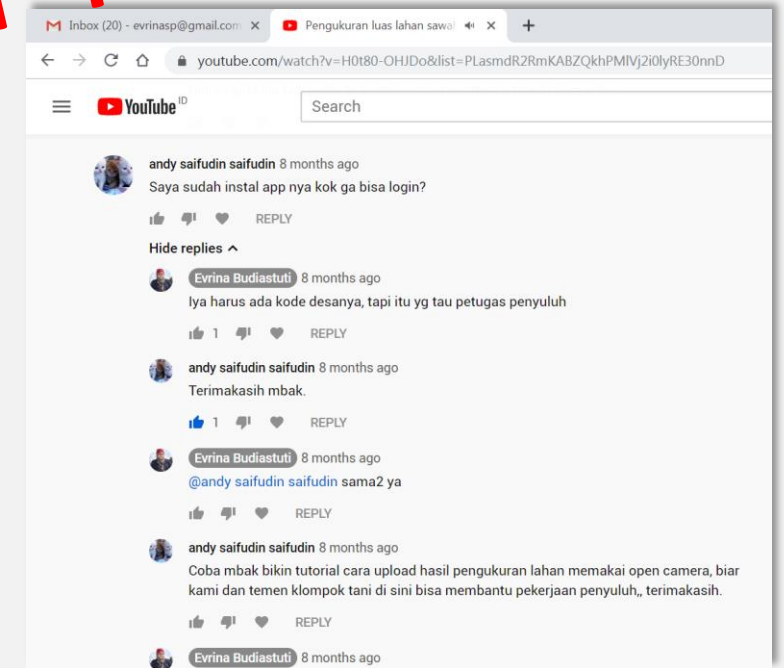 Inbox (20) - evrinasp@gmail.com
Pengukuran luas lahan sawa
youtube.com/watch?v=H0t80-OHJDo&list=PLasmdR2RmKABZQkhPMlVj2i0lyRE30nnD
YouTube ID
Search
andy saifudin saifudin 8 months ago
Saya sudah instal app nya kok ga bisa login?
REPLY
Hide replies
Evrina Budiastuti 8 months ago
Iya harus ada kode desanya, tapi itu yg tau petugas penyuluh
1 REPLY
andy saifudin saifudin 8 months ago
Terimakasih mbak.
1 REPLY
Evrina Budiastuti 8 months ago
@andy saifudin saifudin sama2 ya
REPLY
andy saifudin saifudin 8 months ago
Coba mbak bikin tutorial cara upload hasil pengukuran lahan memakai open camera, biar
kami dan temen klompok tani di sini bisa membantu pekerjaan penyuluh,, terimakasih.
REPLY
Evrina Budiastuti 8 months ago